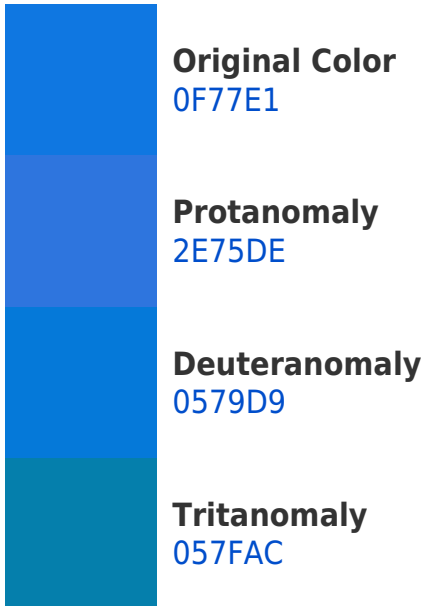 Original Color
0F77E1
Protanomaly
2E75DE
Deuteranomaly
0579D9
Tritanomaly
057FAC